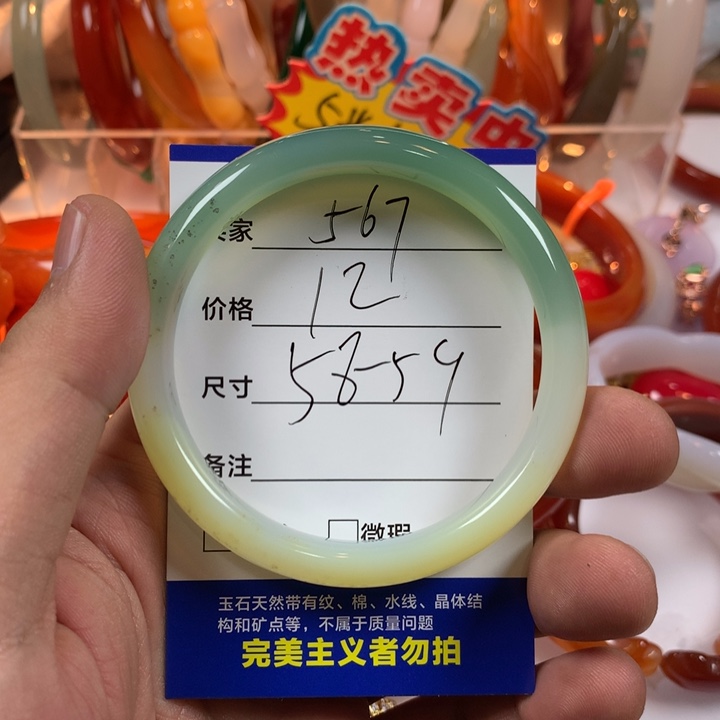 热卖中
家 567
价格 12
尺寸 58-59
备注
微瑕
玉石天然带有纹、棉、水线、晶体结
构和矿点等，不属于质量问题
完美主义者勿拍